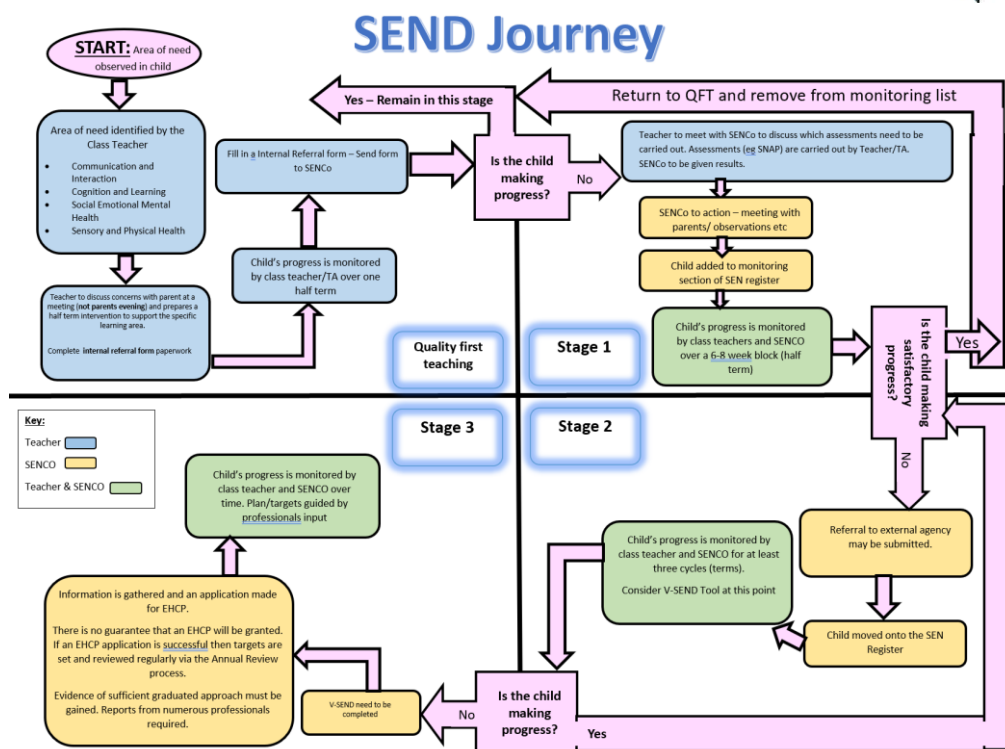 SEND Journey
START: Area of need
observed in child
Area of need identified by the
Class Teacher
• Communication and
Interaction
• Cognition and Learning
• Social Emotional Mental
Health
• Sensory and Physical Health
Teacher to discuss concerns with parent at a
meeting (not parents evening) and prepares a
half term intervention to support the specific
learning area.
Complete internal referral form paperwork
Child's progress is monitored
by class teacher/TA over one
half term
Fill in a Internal Referral form – Send form
to SENCo
Quality first
teaching
Yes – Remain in this stage
Is the child
making
progress?
No
Return to QFT and remove from monitoring list
Teacher to meet with SENCo to discuss which assessments need to be
carried out. Assessments (eg SNAP) are carried out by Teacher/TA.
SENCo to be given results.
SENCo to action – meeting with
parents/ observations etc
Child added to monitoring
section of SEN register
Child's progress is monitored
by class teachers and SENCO
over a 6-8 week block (half
term)
Stage 1
Is the child making
satisfactory
progress?
Yes
No
Stage 2
Referral to external agency
may be submitted.
Child moved onto the SEN
Register
Child's progress is monitored by
class teacher and SENCO for at least
three cycles (terms).
Consider V-SEND Tool at this point
Is the child
making
progress?
Yes
No
Stage 3
V-SEND need to be
completed
Information is gathered and an application made
for EHCP.
There is no guarantee that an EHCP will be granted.
If an EHCP application is successful then targets are
set and reviewed regularly via the Annual Review
process.
Evidence of sufficient graduated approach must be
gained. Reports from numerous professionals
required.
Child's progress is monitored by
class teacher and SENCO over
time. Plan/targets guided by
professionals input
Key:
Teacher
SENCO
Teacher & SENCO